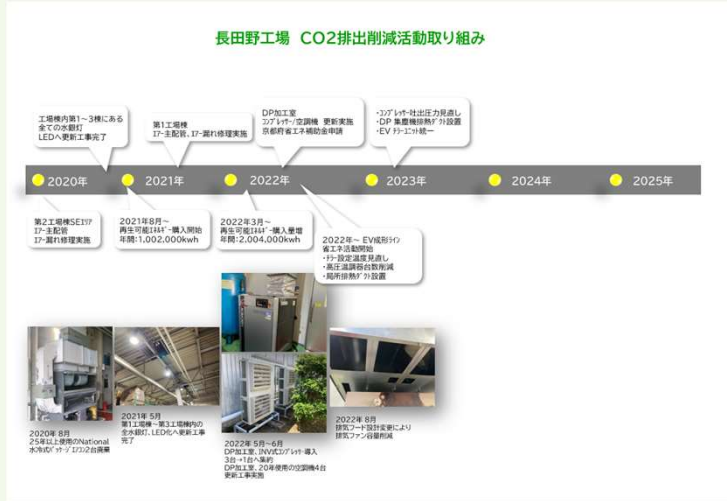 長田野工場 CO2排出削減活動取り組み
工場棟内第1～3棟にある
全ての水銀灯
LEDへ更新工事完了
第1工場棟
ｴｱｰ主配管、ｴｱｰ漏れ修理実施
DP加工室
ｺﾝﾌﾟﾚｯｻｰ/空調機 更新実施
京都府省エネ補助金申請
・ｺﾝﾌﾟﾚｯｻｰ吐出圧力見直し
・DP 集塵機排熱ﾀﾞｸﾄ設置
・EV ﾁﾗｰﾕﾆｯﾄ統一
2020年
2021年
2022年
2023年
2024年
2025年
第2工場棟SEｴﾘｱ
ｴｱｰ主配管
ｴｱｰ漏れ修理実施
2021年8月～
再生可能ｴﾈﾙｷﾞｰ購入開始
年間：1,002,000kwh
2022年3月～
再生可能ｴﾈﾙｷﾞｰ購入量増
年間：2,004,000kwh
2022年～ EV成形ﾗｲﾝ
省エネ活動開始
・ﾁﾗｰ設定温度見直し
・高圧温調器台数削減
・局所排熱ﾀﾞｸﾄ設置
2020年 8月
25年以上使用のNational
水冷式ﾊﾟｯｹｰｼﾞｴｱｺﾝ2台廃棄
2021年 5月
第1工場棟～第3工場棟内の
全水銀灯、LED化へ更新工事
完了
2022年 5月～6月
DP加工室、INV式ｺﾝﾌﾟﾚｯｻｰ導入
3台→1台へ集約
DP加工室、20年使用の空調機4台
更新工事実施
2022年 8月
排気フード設計変更により
排気ファン容量削減